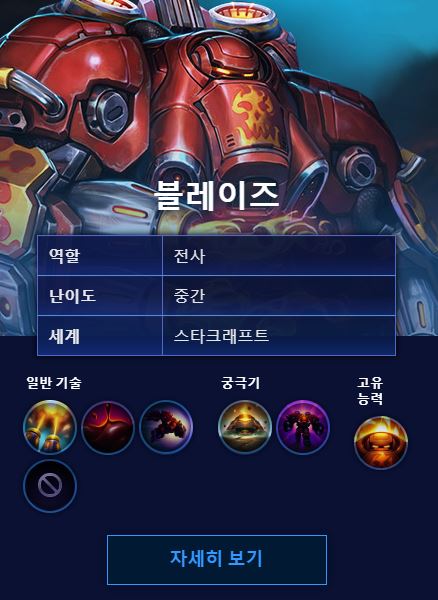 블레이즈
역할 전사
난이도 중간
세계 스타크래프트
일반 기술 궁극기 고유
능력
자세히 보기